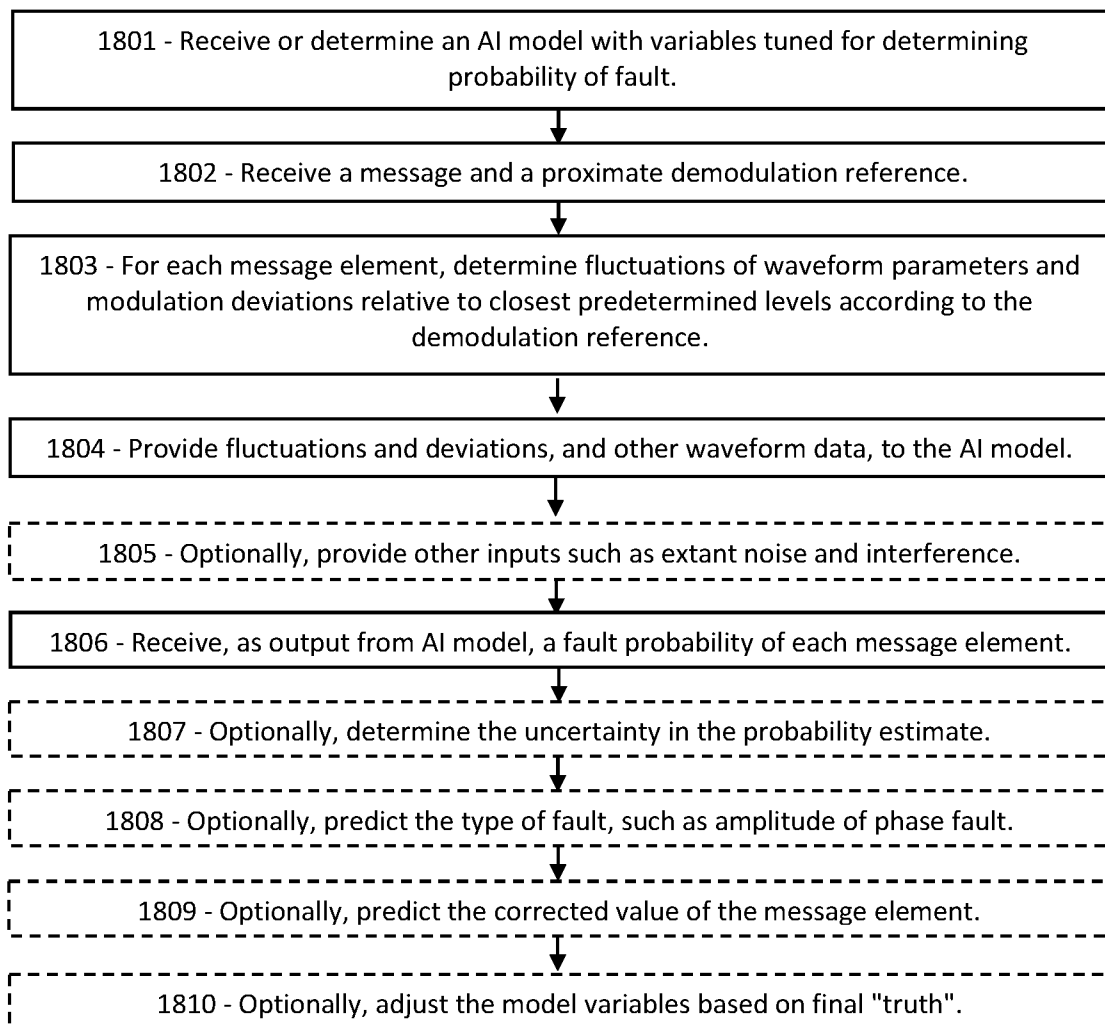 1801 - Receive or determine an AI model with variables tuned for determining
probability of fault.
1802 - Receive a message and a proximate demodulation reference.
1803 - For each message element, determine fluctuations of waveform parameters and
modulation deviations relative to closest predetermined levels according to the
demodulation reference.
1804 - Provide fluctuations and deviations, and other waveform data, to the AI model.
1805 - Optionally, provide other inputs such as extant noise and interference.
1806 - Receive, as output from AI model, a fault probability of each message element.
1807 - Optionally, determine the uncertainty in the probability estimate.
1808 - Optionally, predict the type of fault, such as amplitude of phase fault.
1809 - Optionally, predict the corrected value of the message element.
1810 - Optionally, adjust the model variables based on final "truth".